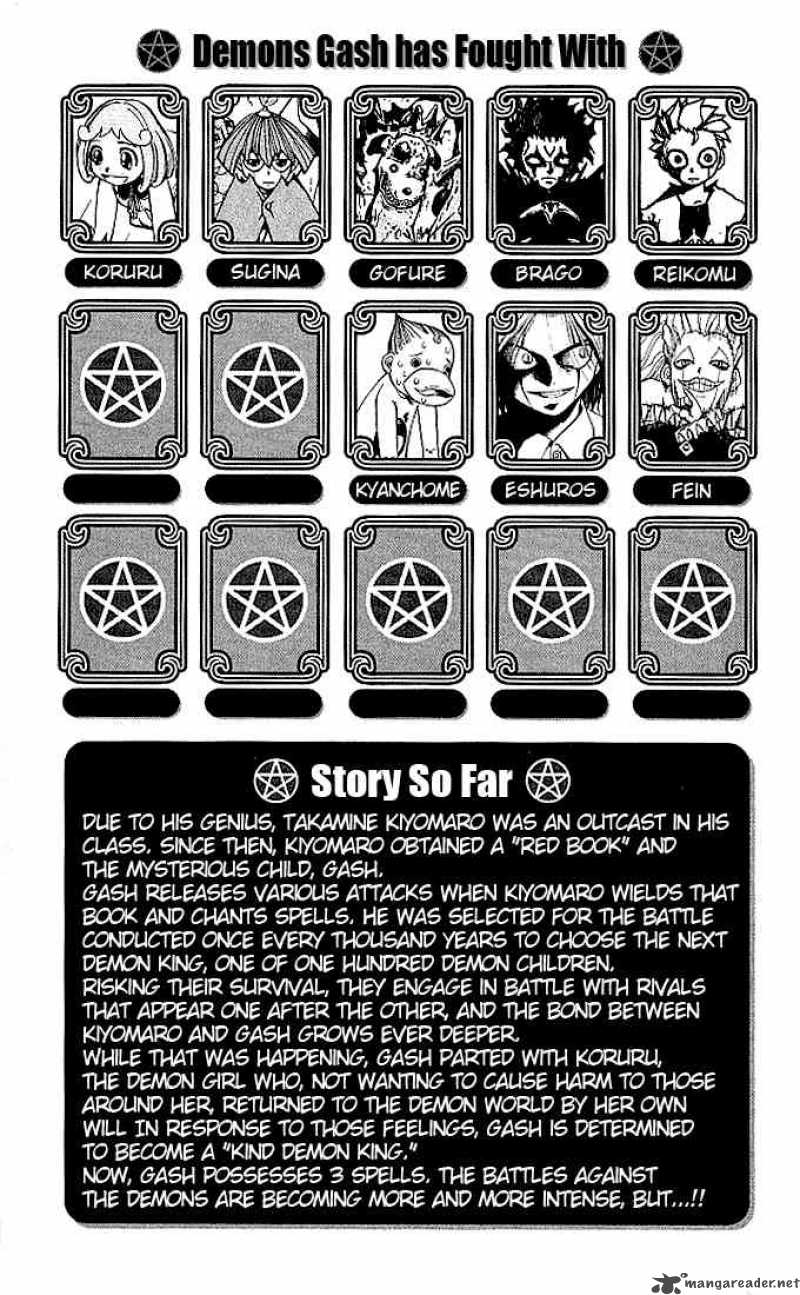 Demons Gash has Fought With
KORURU SUGINA GOFURE BRAGO REIKOMU
KYANCHOME ESHUROS FEIN
Story So Far
DUE TO HIS GENIUS, TAKAMINE KIYOMARO WAS AN OUTCAST IN HIS
CLASS. SINCE THEN, KIYOMARO OBTAINED A "RED BOOK" AND
THE MYSTERIOUS CHILD, GASH.
GASH RELEASES VARIOUS ATTACKS WHEN KIYOMARO WIELDS THAT
BOOK AND CHANTS SPELLS. HE WAS SELECTED FOR THE BATTLE
CONDUCTED ONCE EVERY THOUSAND YEARS TO CHOOSE THE NEXT
DEMON KING, ONE OF ONE HUNDRED DEMON CHILDREN.
RISKING THEIR SURVIVAL, THEY ENGAGE IN BATTLE WITH RIVALS
THAT APPEAR ONE AFTER THE OTHER, AND THE BOND BETWEEN
KIYOMARO AND GASH GROWS EVER DEEPER.
WHILE THAT WAS HAPPENING, GASH PARTED WITH KORURU,
THE DEMON GIRL WHO, NOT WANTING TO CAUSE HARM TO THOSE
AROUND HER, RETURNED TO THE DEMON WORLD BY HER OWN
WILL IN RESPONSE TO THOSE FEELINGS, GASH IS DETERMINED
TO BECOME A "KIND DEMON KING."
NOW, GASH POSSESSES 3 SPELLS. THE BATTLES AGAINST
THE DEMONS ARE BECOMING MORE AND MORE INTENSE, BUT...!!
mangareader.net